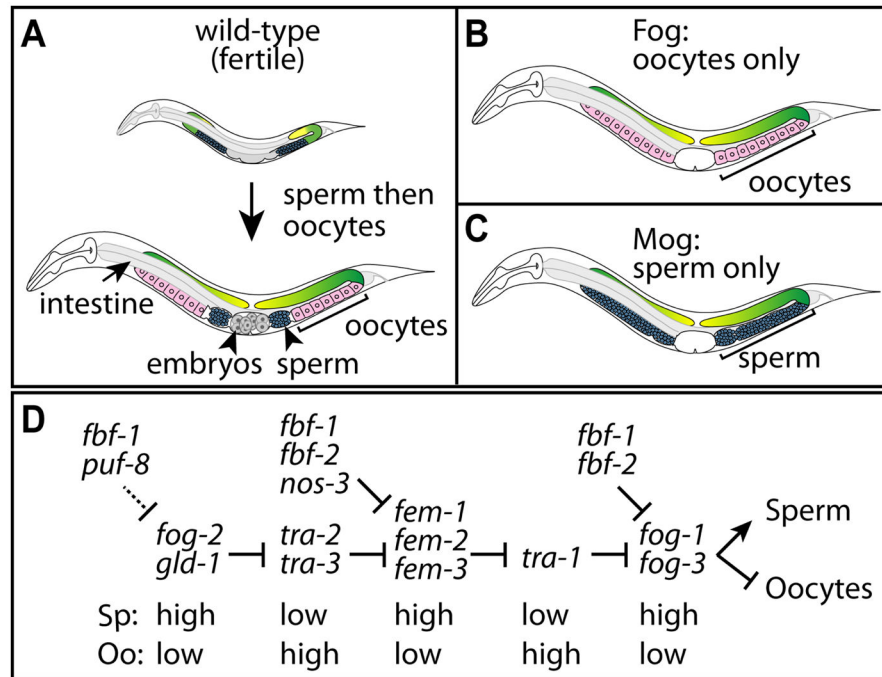 A
wild-type
(fertile)
sperm then
oocytes
intestine
oocytes
embryos
sperm
B
Fog:
oocytes only
oocytes
C
Mog:
sperm only
sperm
D
fbf-1
puf-8
fbf-1
fbf-2
nos-3
fbf-1
fbf-2
fog-2
gld-1
tra-2
tra-3
fem-1
fem-2
fem-3
tra-1
fog-1
fog-3
Sperm
Oocytes
Sp: high low high low high
Oo: low high low high low